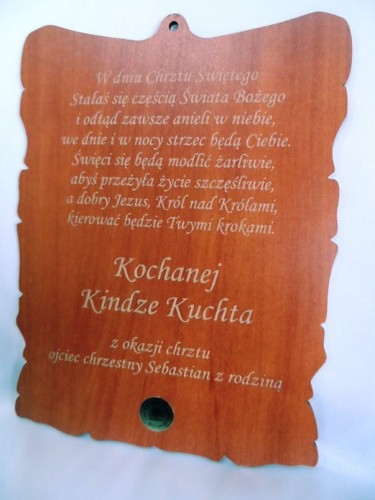 W dniu Chrztu Świętego
Stałaś się częścią Świata Bożego
i odtąd zawsze anieli w niebie,
we dnie i w nocy strzec będą Ciebie.
Święci się będą modlić żarliwie,
abyś przeżyła życie szczęśliwie,
a dobry Jezus, Król nad Królami,
kierować będzie Twymi krokami.
Kochanej
Kindze Kuchta
z okazji chrztu
ojciec chrzestny Sebastian z rodziną